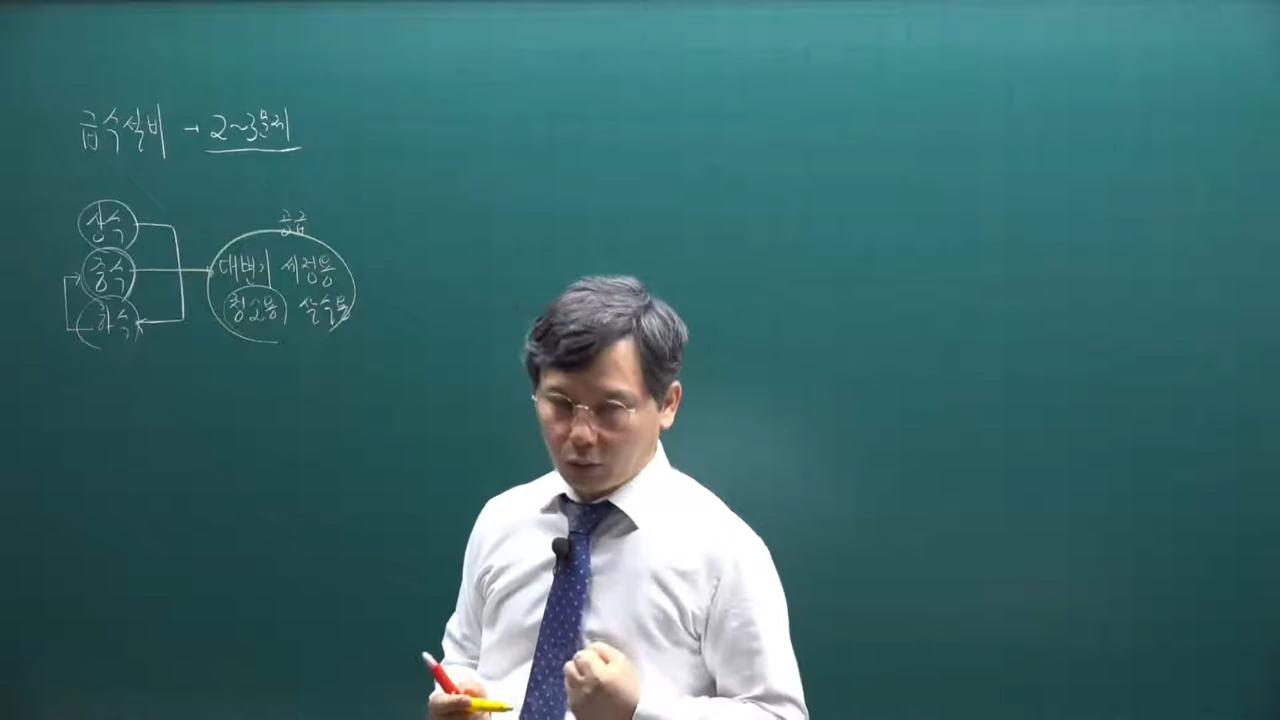 급수설비 → 2~3문제
공급
상수
중수
하수
대변기 세정용
청소용 살수용